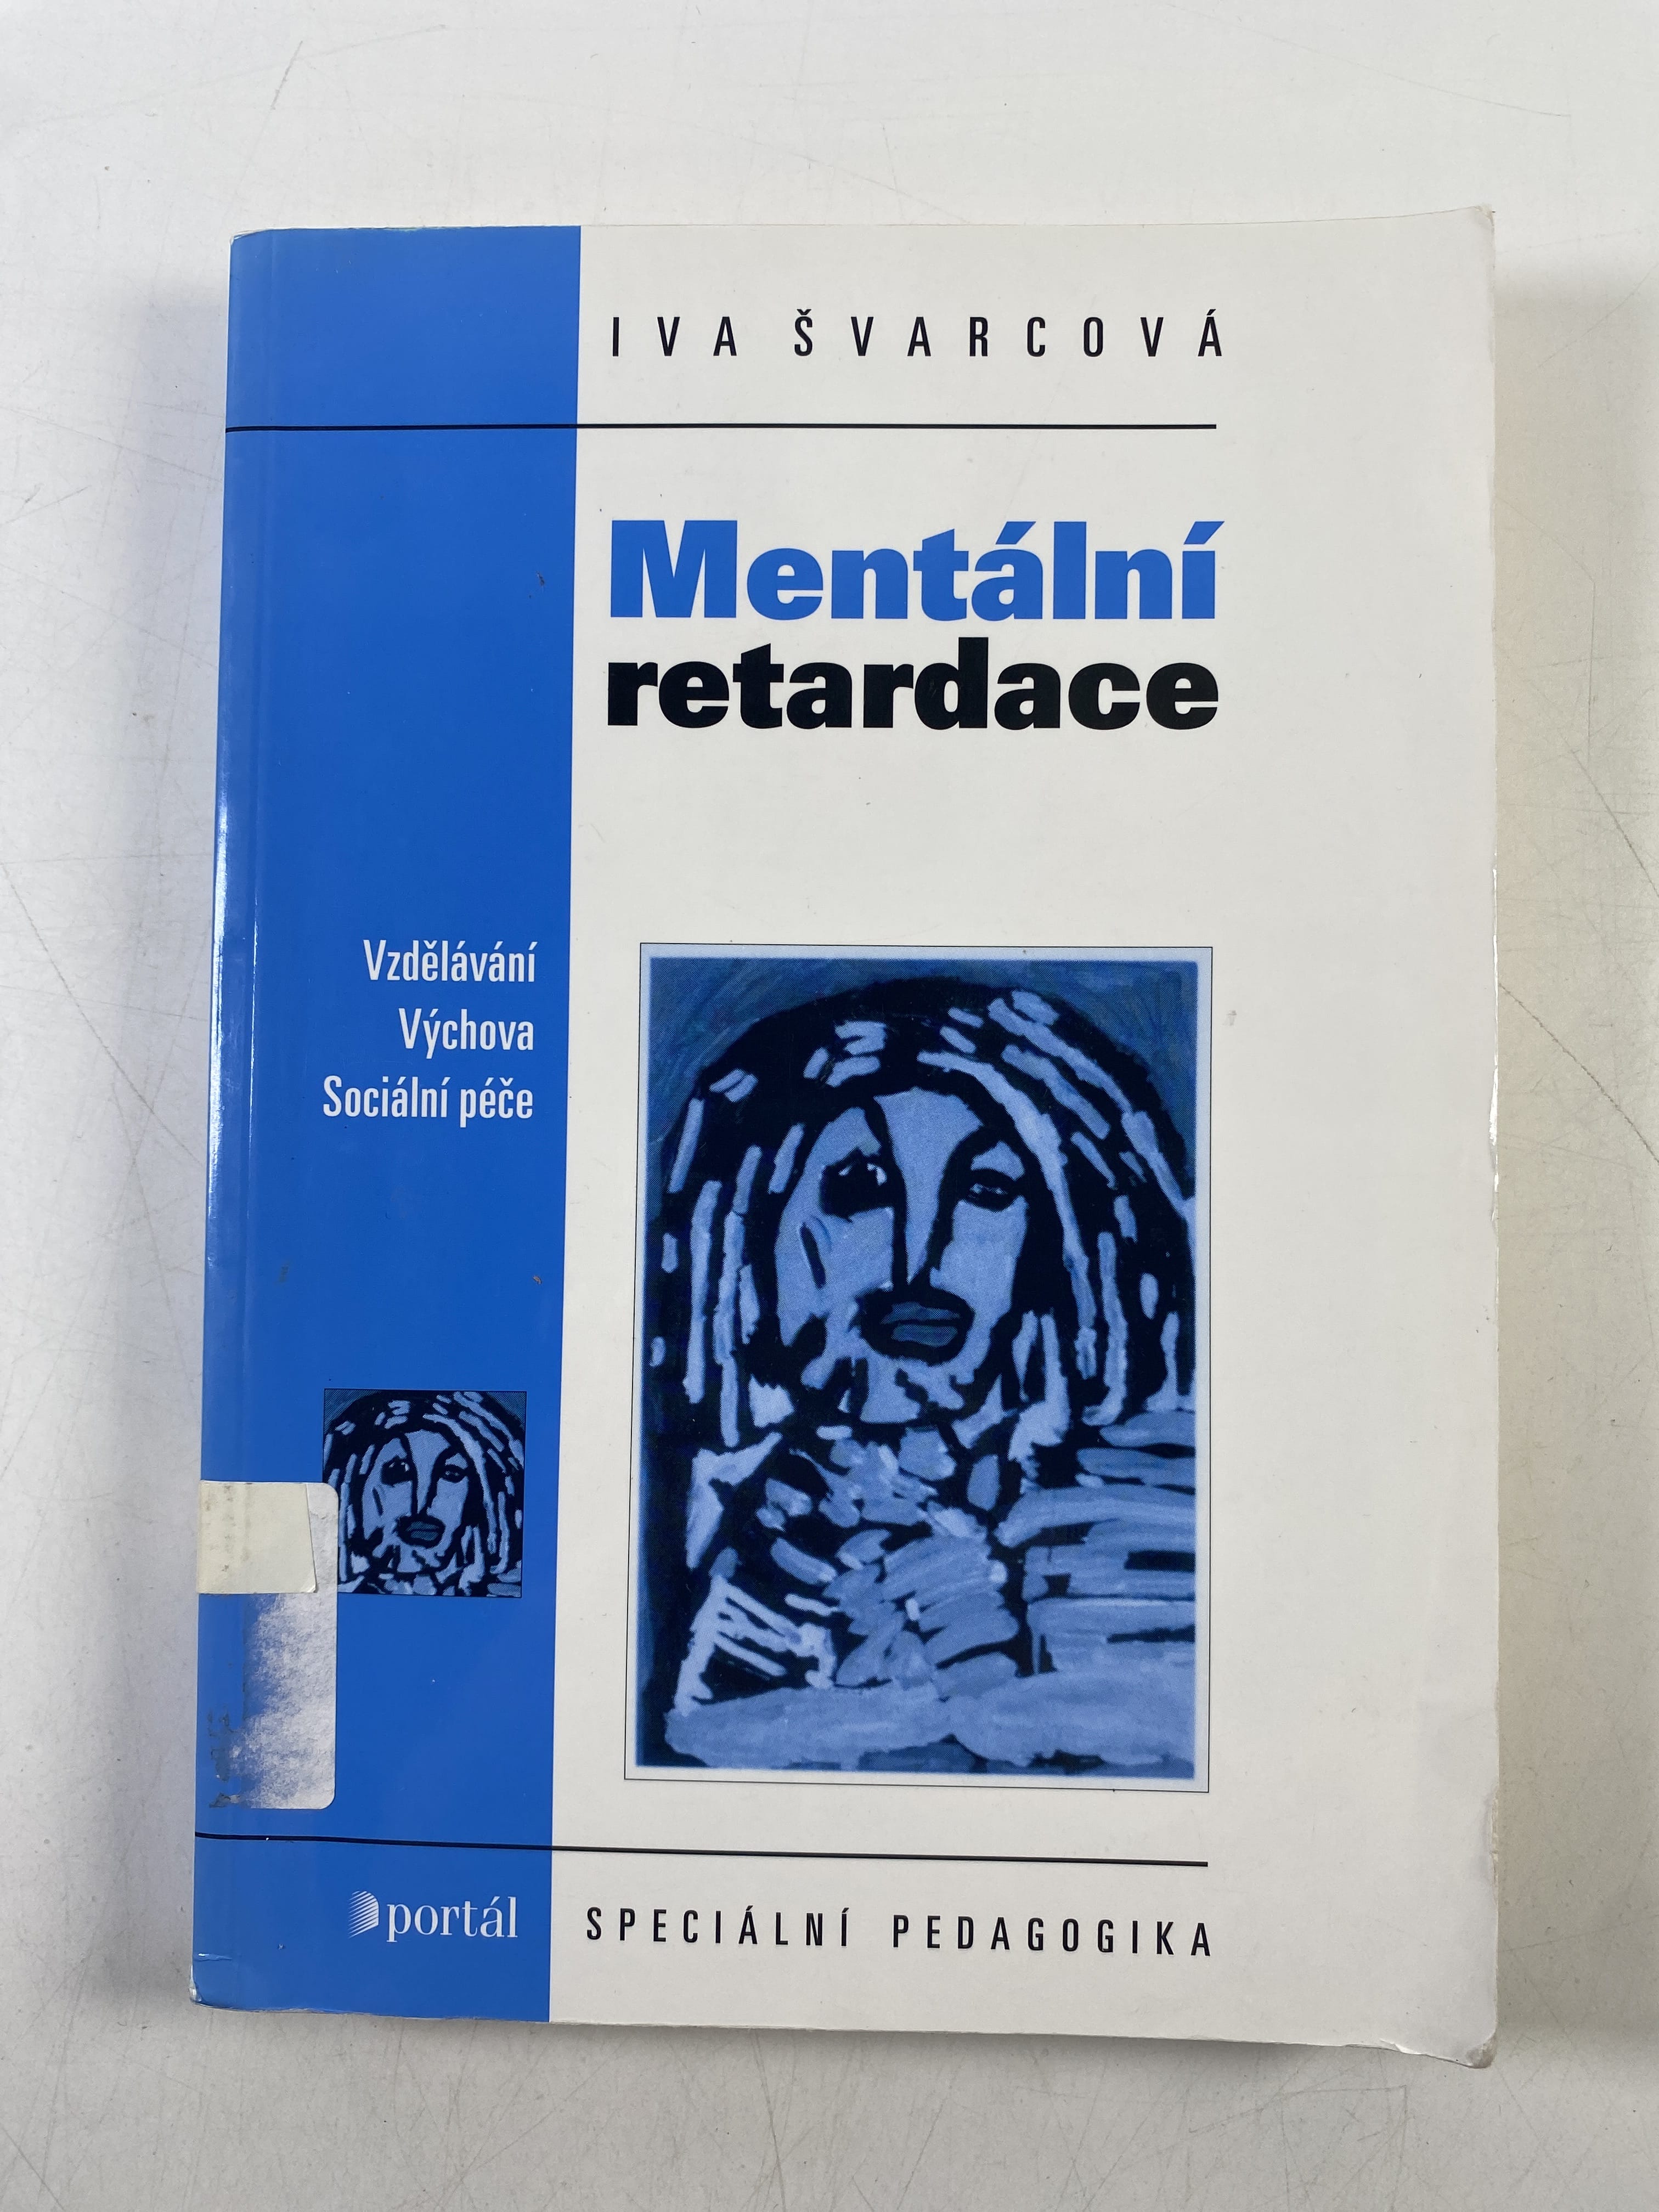 IVA ŠVARCOVÁ
Mentální
retardace
Vzdělávání
Výchova
Sociální péče
portál
SPECIÁLNÍ PEDAGOGIKA